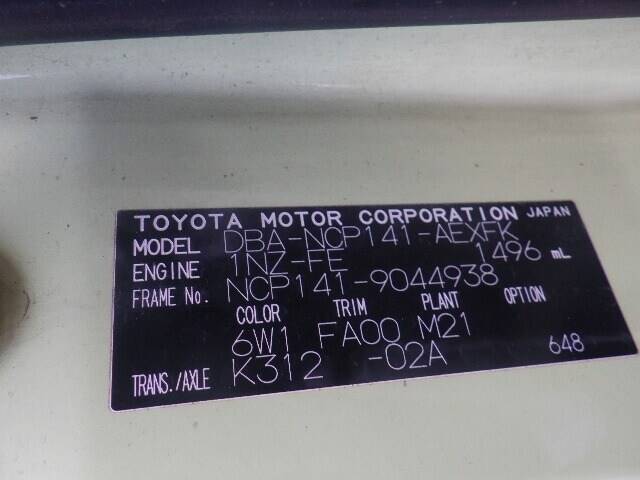 TOYOTA MOTOR CORPORATION JAPAN
MODEL DBA-NCP141-AEXFK
ENGINE 1NZ-FE 1496 mL
FRAME No. NCP141-9044938
COLOR TRIM PLANT OPTION
6W1 FA00 M21
TRANS./AXLE K312 -02A 648